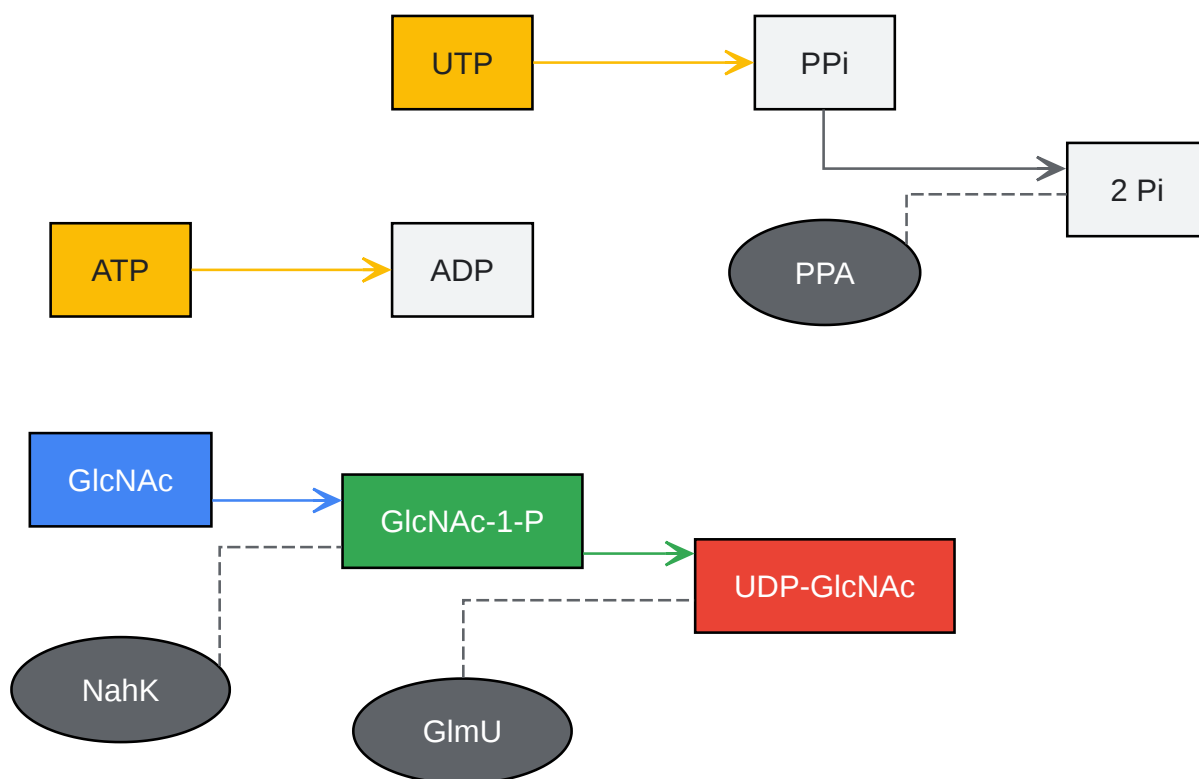 UTP
PPi
2 Pi
ATP
ADP
PPA
GlcNAc
GlcNAc-1-P
UDP-GlcNAc
NahK
GlmU